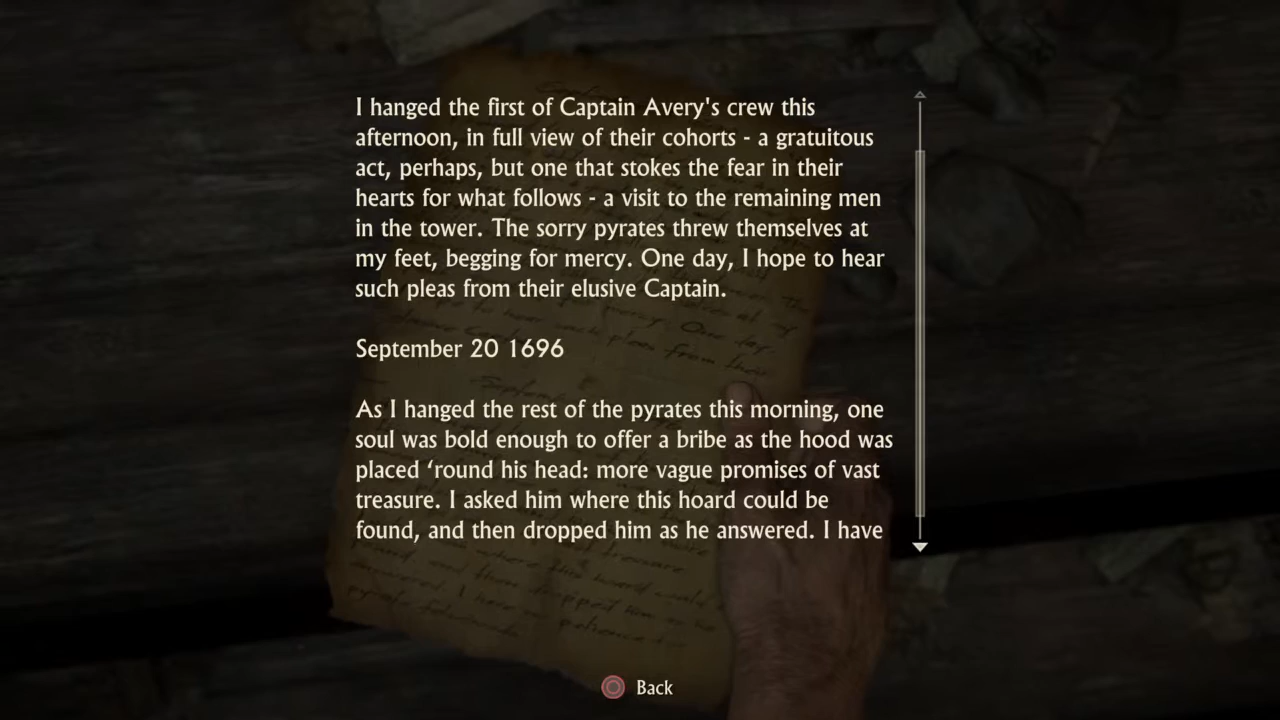 I hanged the first of Captain Avery's crew this
afternoon, in full view of their cohorts - a gratuitous
act, perhaps, but one that stokes the fear in their
hearts for what follows - a visit to the remaining men
in the tower. The sorry pyrates threw themselves at
my feet, begging for mercy. One day, I hope to hear
such pleas from their elusive Captain.
September 20 1696
As I hanged the rest of the pyrates this morning, one
soul was bold enough to offer a bribe as the hood was
placed ‘round his head: more vague promises of vast
treasure. I asked him where this hoard could be
found, and then dropped him as he answered. I have
Back